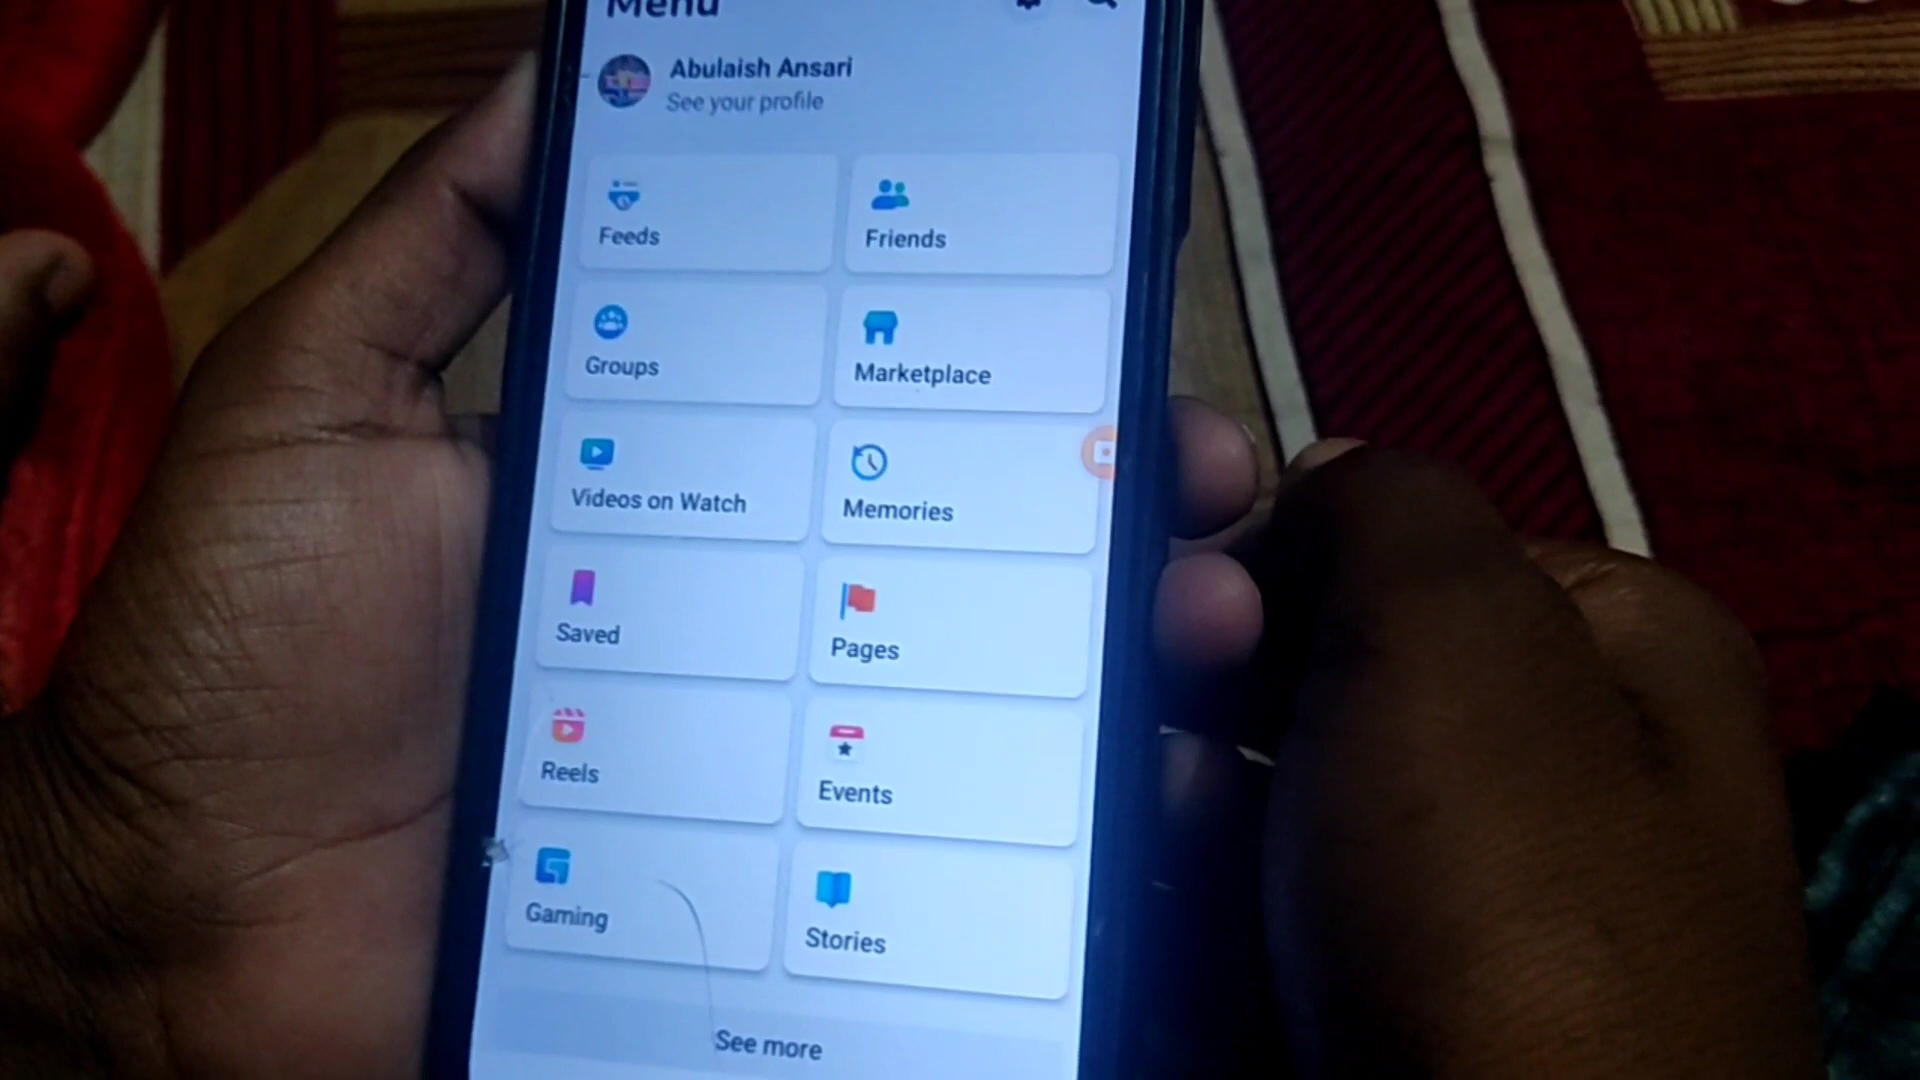 Menu
Abulaish Ansari
See your profile
Feeds
Friends
Groups
Marketplace
Videos on Watch
Memories
Saved
Pages
Reels
Events
Gaming
Stories
See more